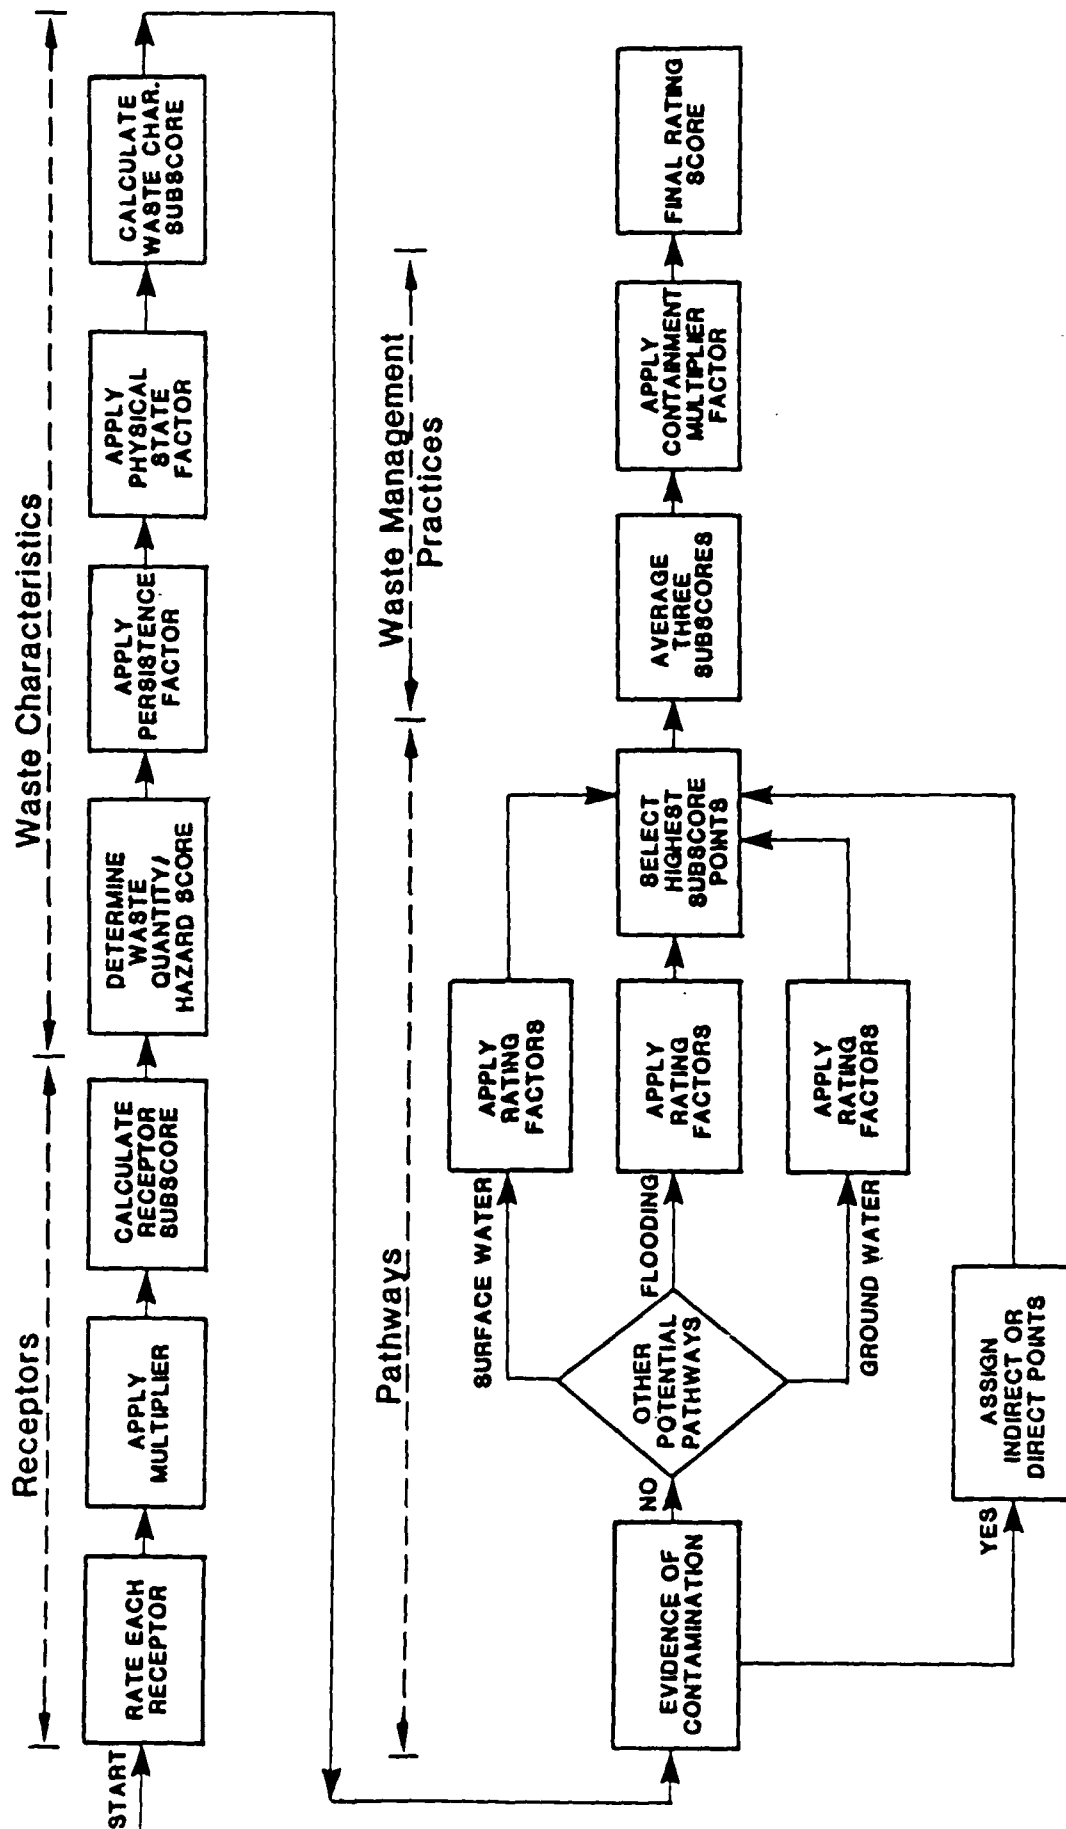 Receptors
Waste Characteristics
START
RATE EACH
RECEPTOR
APPLY
MULTIPLIER
CALCULATE
RECEPTOR
SUBSCORE
DETERMINE
WASTE
QUANTITY/
HAZARD SCORE
APPLY
PERSISTENCE
FACTOR
APPLY
PHYSICAL
STATE
FACTOR
CALCULATE
WASTE CHAR.
SUBSCORE
Pathways
Waste Management
Practices
EVIDENCE OF
CONTAMINATION
NO
YES
OTHER
POTENTIAL
PATHWAYS
SURFACE WATER
FLOODING
GROUND WATER
APPLY
RATING
FACTORS
APPLY
RATING
FACTORS
APPLY
RATING
FACTORS
ASSIGN
INDIRECT OR
DIRECT POINTS
SELECT
HIGHEST
SUBSCORE
POINTS
AVERAGE
THREE
SUBSCORES
APPLY
CONTAINMENT
MULTIPLIER
FACTOR
FINAL RATING
SCORE